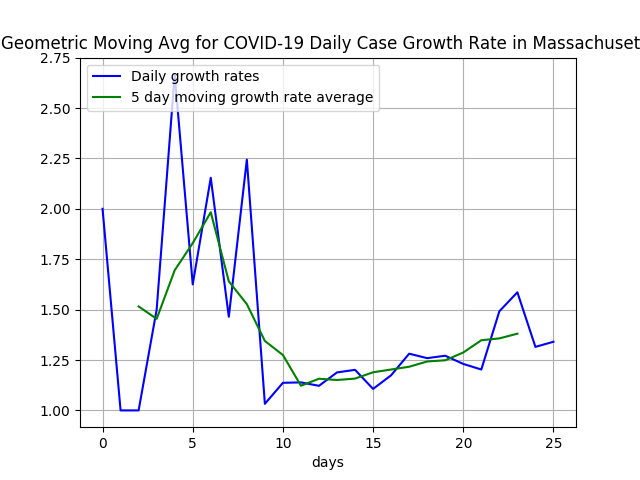 Geometric Moving Avg for COVID-19 Daily Case Growth Rate in Massachuset
Daily growth rates
5 day moving growth rate average
2.75
2.50
2.25
2.00
1.75
1.50
1.25
1.00
0 5 10 15 20 25
days